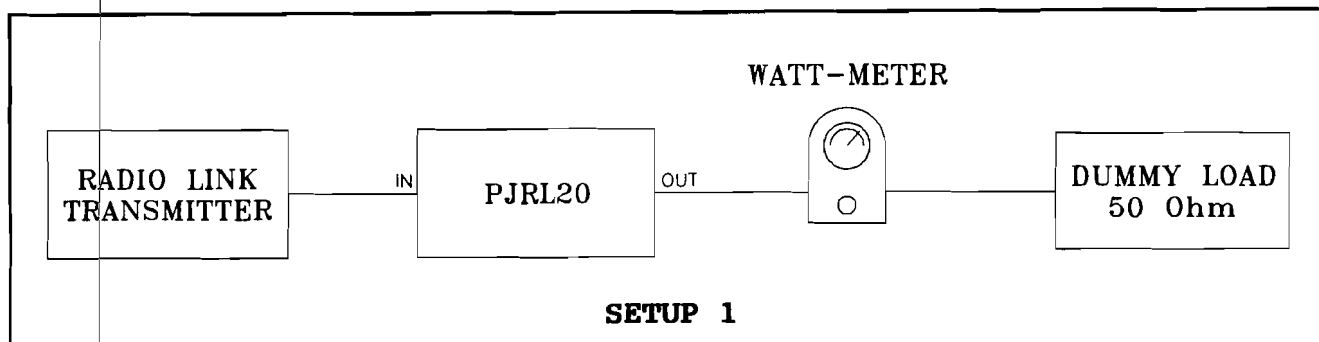 WATT-METER
RADIO LINK
TRANSMITTER
IN
PJRL20
OUT
DUMMY LOAD
50 Ohm
SETUP 1